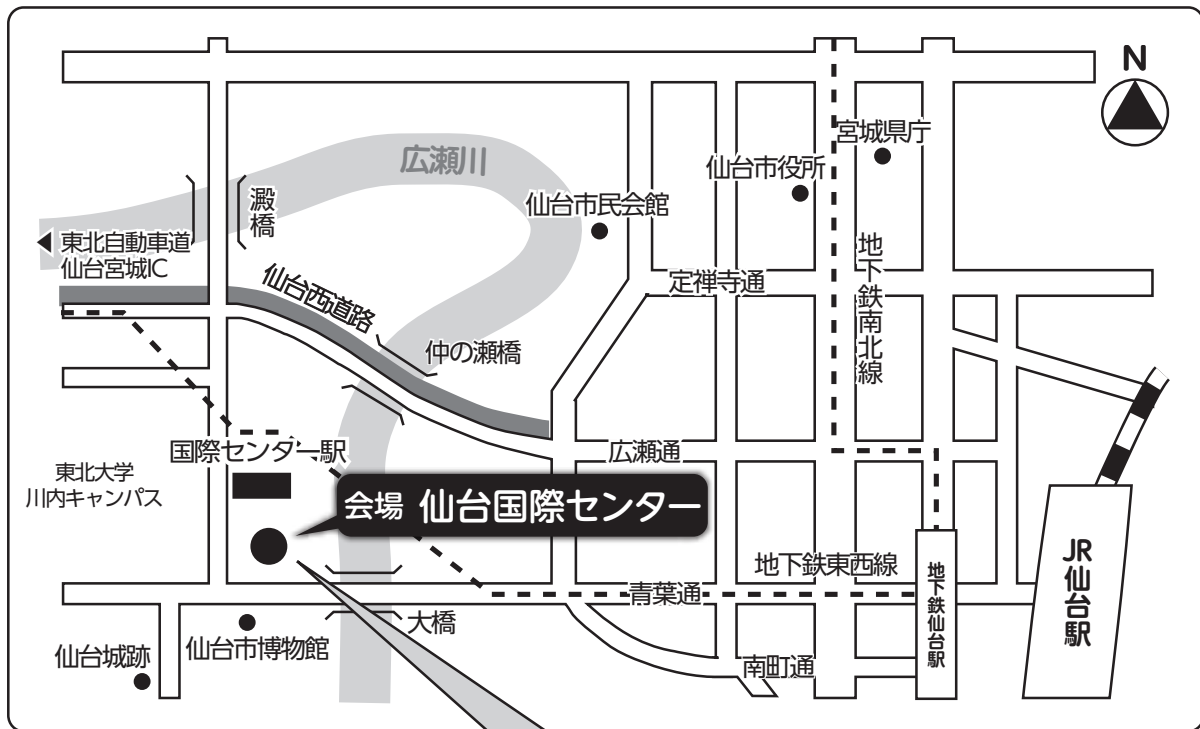 N
宮城県庁
仙台市役所
広瀬川
仙台市民会館
澱橋
東北自動車道
仙台宮城IC
地下鉄南北線
定禅寺通
仙台西道路
仲の瀬橋
国際センター駅
広瀬通
東北大学
川内キャンパス
会場 仙台国際センター
地下鉄東西線
青葉通
地下鉄仙台駅
JR仙台駅
大橋
仙台市博物館
仙台城跡
南町通